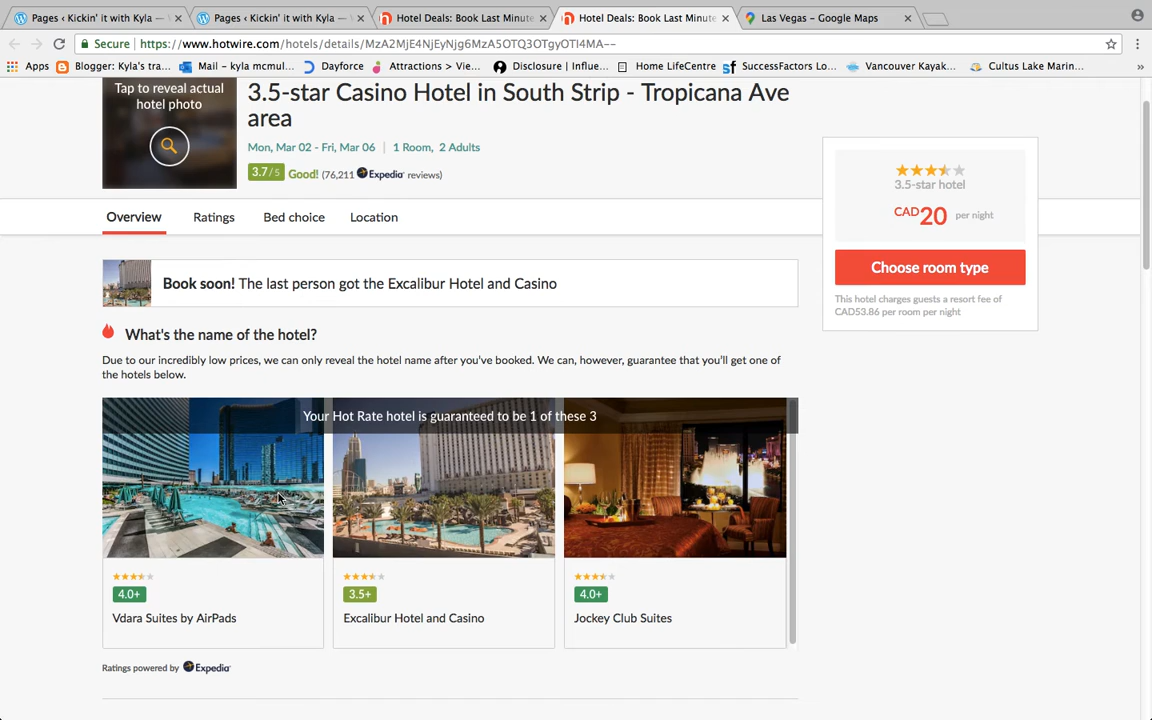 Pages ‹ Kickin' it with Kyla — W
Pages ‹ Kickin' it with Kyla — W
Hotel Deals: Book Last Minute
Hotel Deals: Book Last Minute
Las Vegas - Google Maps
Secure
https://www.hotwire.com/hotels/details/MzA2MjE4NjEyNjg6MzA5OTQ3OTgyOTI4MA--
Apps
Blogger: Kyla's tra...
Mail – kyla mcmul...
Dayforce
Attractions > Vie...
Disclosure | Influe...
Home LifeCentre
SuccessFactors Lo...
Vancouver Kayak...
Cultus Lake Marin...
»
Tap to reveal actual
hotel photo
3.5-star Casino Hotel in South Strip - Tropicana Ave
area
Mon, Mar 02 - Fri, Mar 06 | 1 Room, 2 Adults
3.7/5 Good! (76,211 Expedia reviews)
3.5-star hotel
CAD20 per night
Choose room type
This hotel charges guests a resort fee of
CAD53.86 per room per night
Overview
Ratings
Bed choice
Location
Book soon! The last person got the Excalibur Hotel and Casino
What's the name of the hotel?
Due to our incredibly low prices, we can only reveal the hotel name after you've booked. We can, however, guarantee that you'll get one of
the hotels below.
Your Hot Rate hotel is guaranteed to be 1 of these 3
4.0+
Vdara Suites by AirPads
3.5+
Excalibur Hotel and Casino
4.0+
Jockey Club Suites
Ratings powered by Expedia